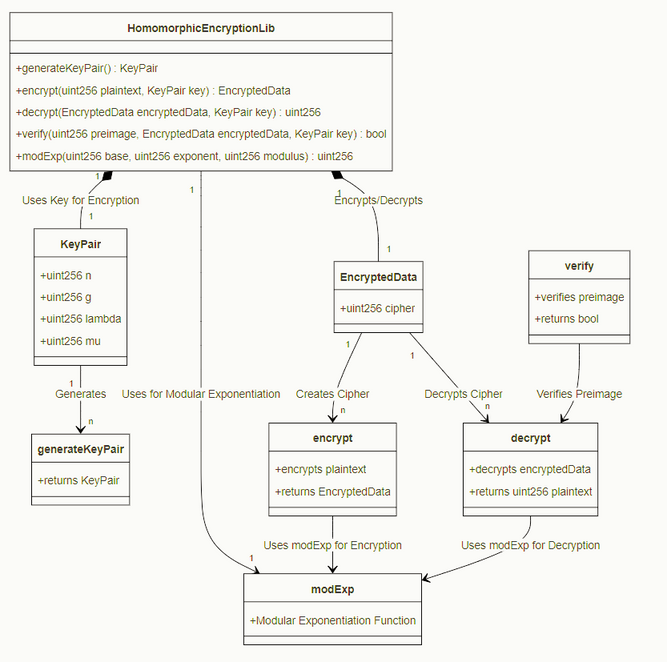 HomomorphicEncryptionLib
+generateKeyPair() : KeyPair
+encrypt(uint256 plaintext, KeyPair key) : EncryptedData
+decrypt(EncryptedData encryptedData, KeyPair key) : uint256
+verify(uint256 preimage, EncryptedData encryptedData, KeyPair key) : bool
+modExp(uint256 base, uint256 exponent, uint256 modulus) : uint256
1
1
1
Uses Key for Encryption
Encrypts/Decrypts
1
1
KeyPair
+uint256 n
+uint256 g
+uint256 lambda
+uint256 mu
EncryptedData
+uint256 cipher
verify
+verifies preimage
+returns bool
1
1
1
Generates
Uses for Modular Exponentiation
Creates Cipher
Decrypts Cipher
Verifies Preimage
n
n
n
generateKeyPair
+returns KeyPair
encrypt
+encrypts plaintext
+returns EncryptedData
decrypt
+decrypts encryptedData
+returns uint256 plaintext
Uses modExp for Encryption
Uses modExp for Decryption
1
modExp
+Modular Exponentiation Function